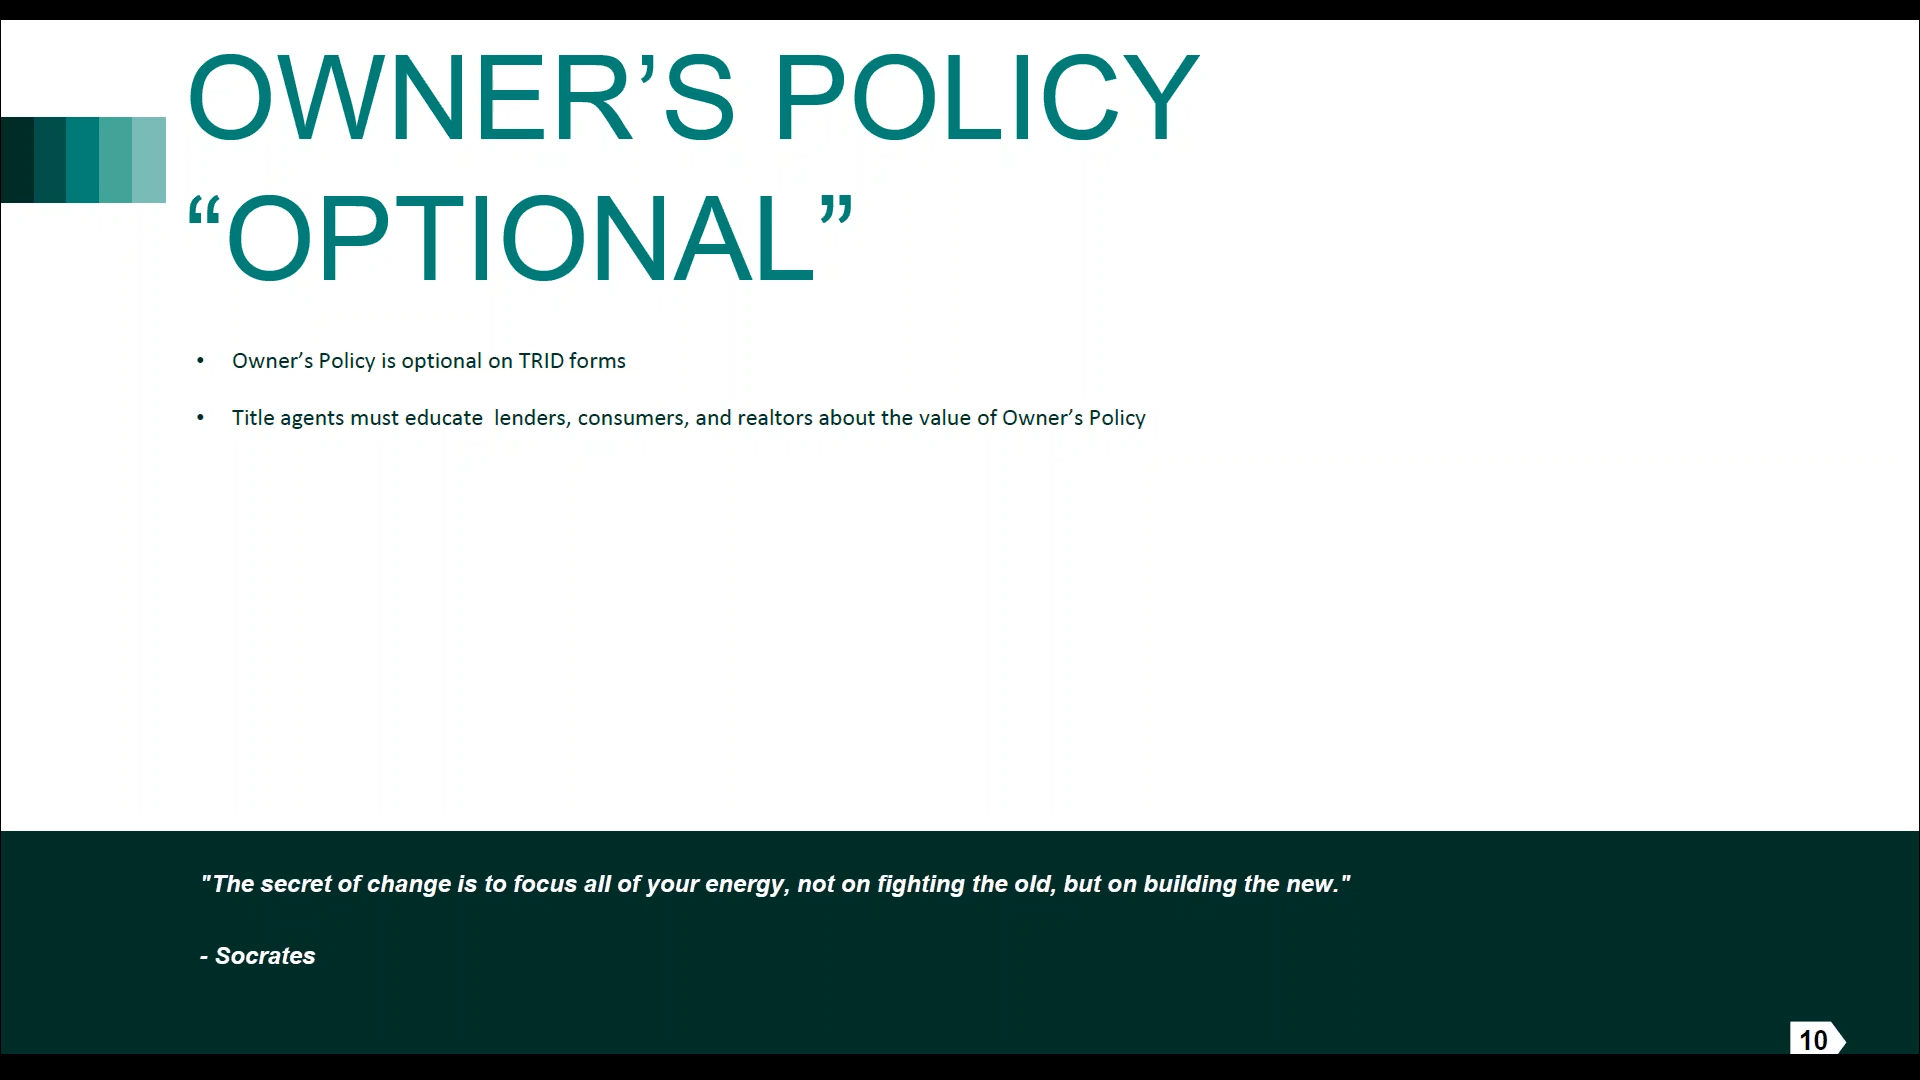 OWNER’S POLICY
“OPTIONAL”
• Owner’s Policy is optional on TRID forms
• Title agents must educate  lenders, consumers, and realtors about the value of Owner’s Policy
"The secret of change is to focus all of your energy, not on fighting the old, but on building the new."
- Socrates
10